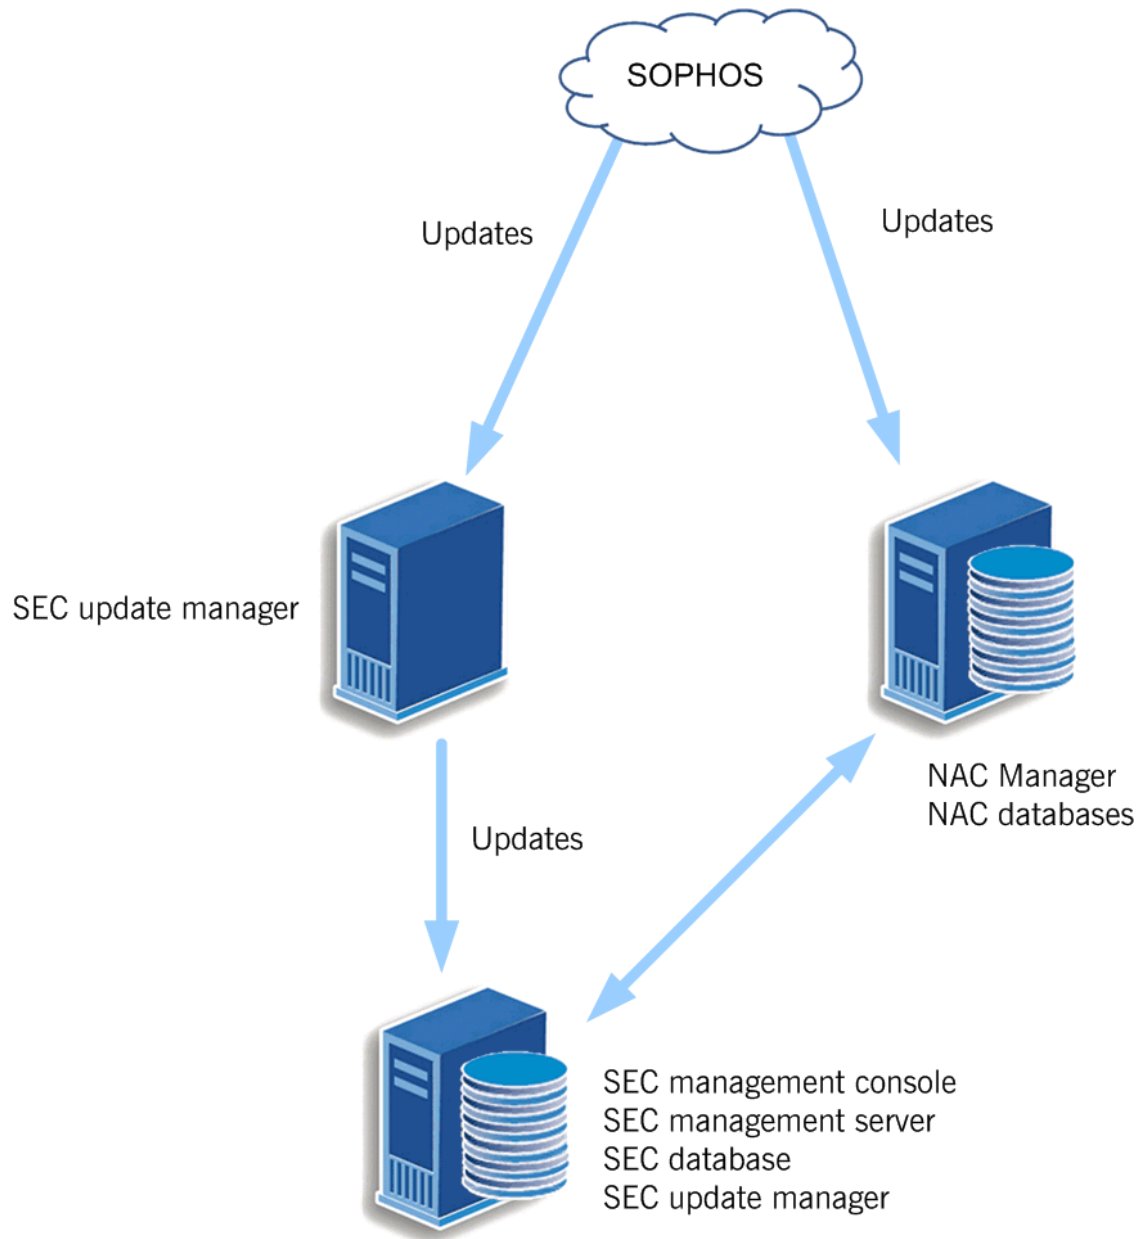 SOPHOS
Updates
Updates
SEC update manager
NAC Manager
NAC databases
Updates
SEC management console
SEC management server
SEC database
SEC update manager